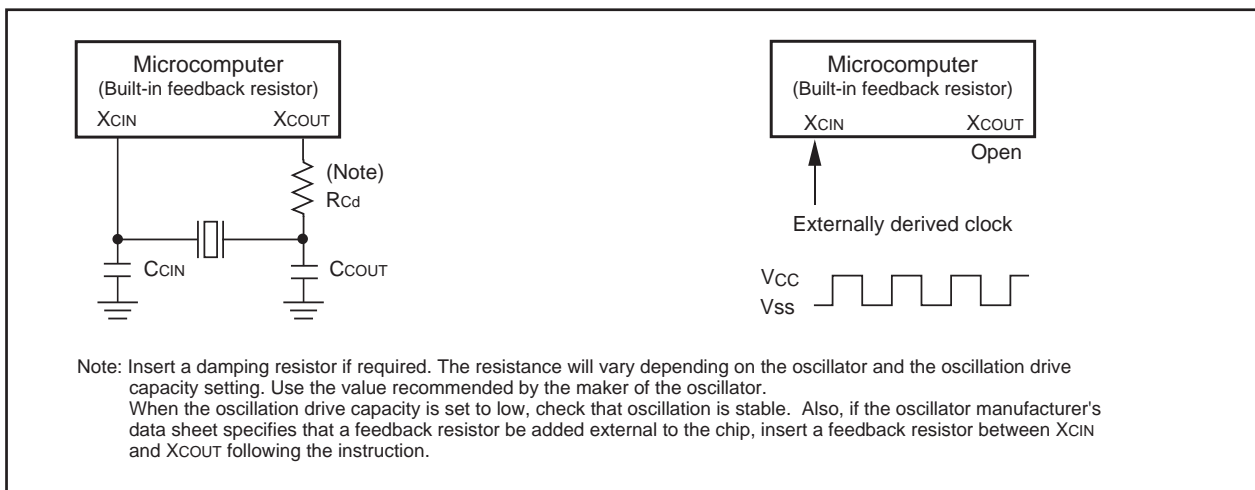 Microcomputer
(Built-in feedback resistor)
XCIN XCOUT
(Note)
RCd
CCIN
CCOUT
Microcomputer
(Built-in feedback resistor)
XCIN XCOUT
Open
Externally derived clock
VCC
Vss
Note: Insert a damping resistor if required. The resistance will vary depending on the oscillator and the oscillation drive
capacity setting. Use the value recommended by the maker of the oscillator.
When the oscillation drive capacity is set to low, check that oscillation is stable. Also, if the oscillator manufacturer's
data sheet specifies that a feedback resistor be added external to the chip, insert a feedback resistor between XCIN
and XCOUT following the instruction.